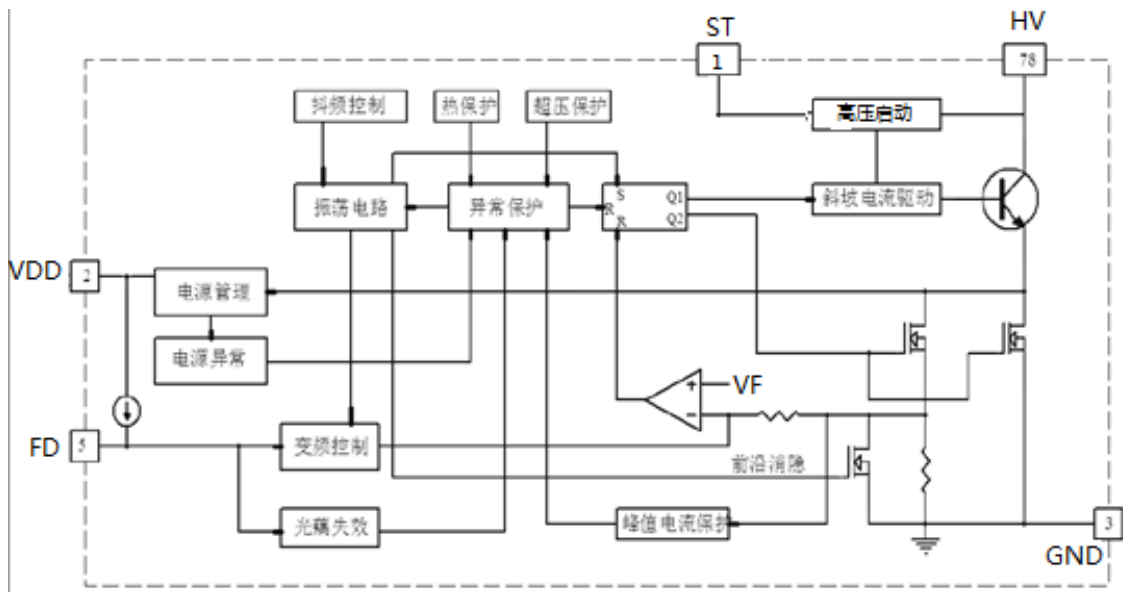 ST
HV
1
78
抖频控制
热保护
超压保护
高压启动
振荡电路
异常保护
S
R
R
Q1
Q2
斜坡电流驱动
VDD
2
电源管理
电源异常
VF
+
-
FD
5
变频控制
前沿消隐
光藕失效
峰值电流保护
3
GND